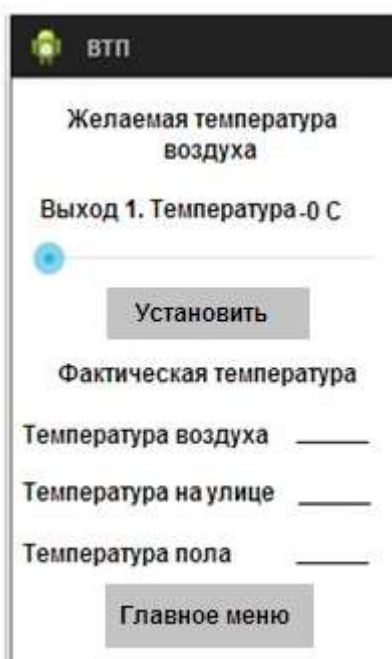 ВТП
Желаемая температура
воздуха
Выход 1. Температура-0 С
Установить
Фактическая температура
Температура воздуха
Температура на улице
Температура пола
Главное меню